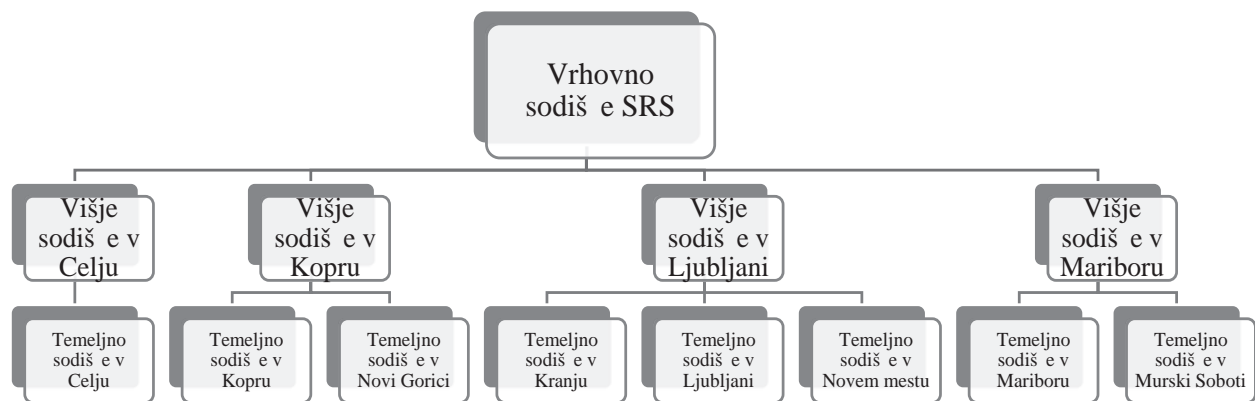 Vrhovno
sodiš e SRS
Višje
sodiš e v
Celju
Višje
sodiš e v
Kopru
Višje
sodiš e v
Ljubljani
Višje
sodiš e v
Mariboru
Temeljno
sodiš e v
Celju
Temeljno
sodiš e v
Kopru
Temeljno
sodiš e v
Novi Gorici
Temeljno
sodiš e v
Kranju
Temeljno
sodiš e v
Ljubljani
Temeljno
sodiš e v
Novem mestu
Temeljno
sodiš e v
Mariboru
Temeljno
sodiš e v
Murski Soboti